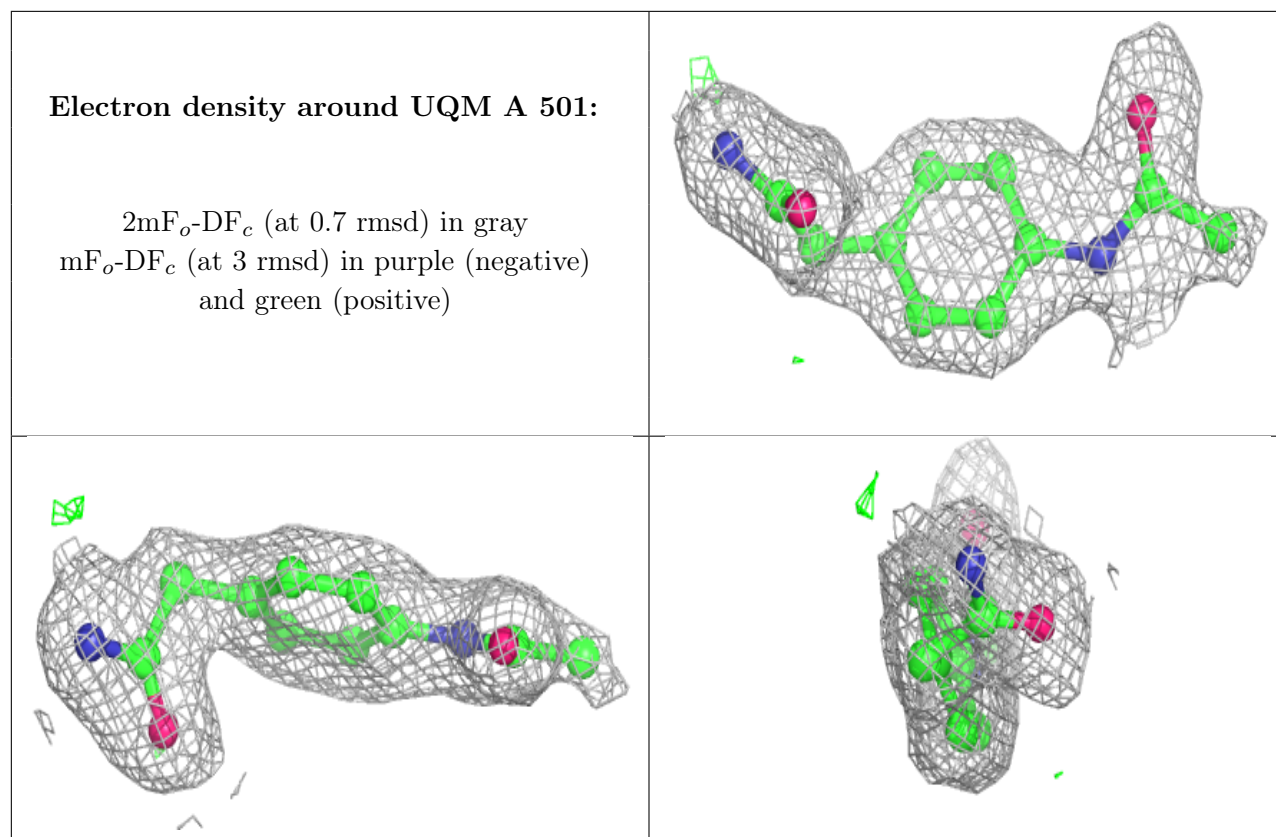 Electron density around UQM A 501:
2mFo-DFc (at 0.7 rmsd) in gray
mFo-DFc (at 3 rmsd) in purple (negative)
and green (positive)